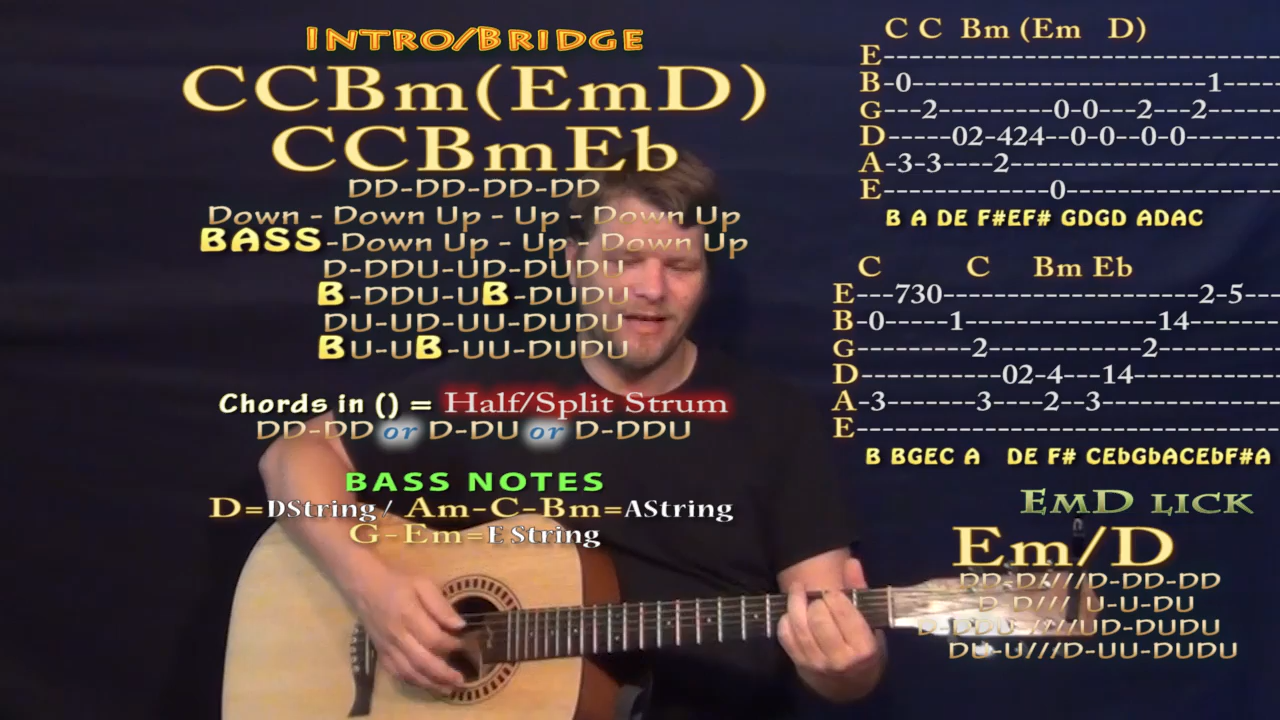 INTRO/BRIDGE
CCBm(EmD)
CCBmEb
DD-DD-DD-DD
Down - Down Up - Up - Down Up
BASS-Down Up - Up - Down Up
D-DDU-UD-DUDU
B-DDU-UB-DUDU
DU-UD-UU-DUDU
BU-UB-UU-DUDU
Chords in () = Half/Split Strum
DD-DD or D-DU or D-DDU
BASS NOTES
D=DString / Am-C-Bm=AString
G-Em=E String
C C Bm (Em D)
E------------------------------------
B-0-----------------------------1----
G---2------------0-0---2---2------
D-----02-424--0-0--0-0-------
A-3-3----2------------------------
E------------0---------------------
B A DE F#EF# GDGD ADAC
C C Bm Eb
E---730-----------------------2-5---
B-0------1--------------------14------
G----------2---------------2---------
D-----------02-4---14-----------
A-3---------3----2--3--------------
E------------------------------------
B BGEC A DE F# CEbGbACEbF#A
EMD LICK
Em/D
DD-D////D-DD-DD
D-D/// U-U-DU
D-DDU-////UD-DUDU
DU-U///D-UU-DUDU